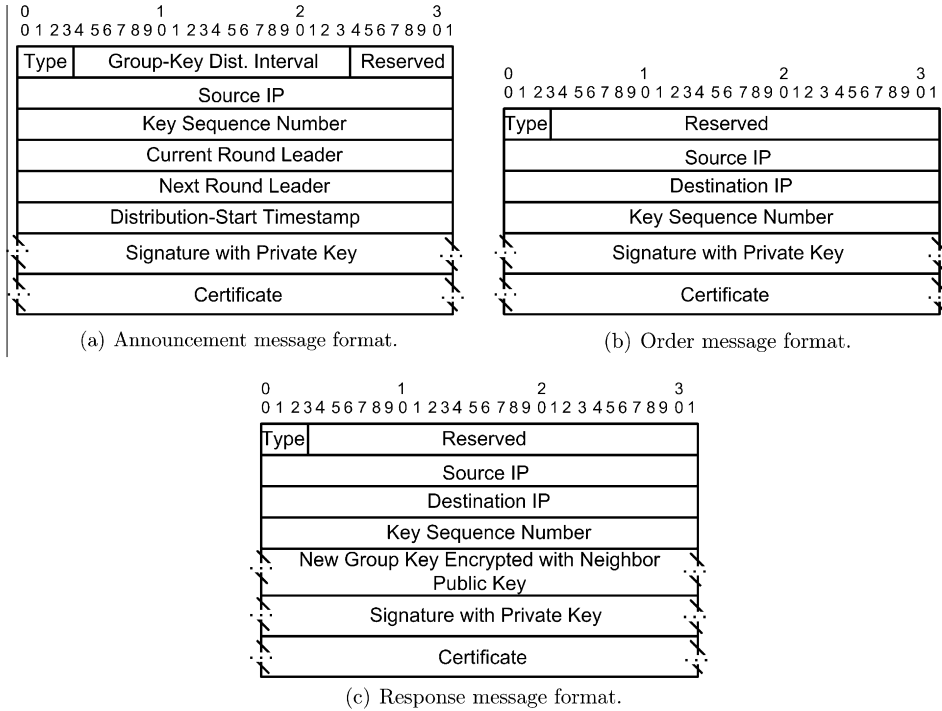 0 1 2 3
0 1 2 3 4 5 6 7 8 9 0 1 2 3 4 5 6 7 8 9 0 1 2 3 4 5 6 7 8 9 0 1
Type Group-Key Dist. Interval Reserved
Source IP
Key Sequence Number
Current Round Leader
Next Round Leader
Distribution-Start Timestamp
Signature with Private Key
Certificate
(a) Announcement message format.
0 1 2 3
0 1 2 3 4 5 6 7 8 9 0 1 2 3 4 5 6 7 8 9 0 1 2 3 4 5 6 7 8 9 0 1
Type Reserved
Source IP
Destination IP
Key Sequence Number
Signature with Private Key
Certificate
(b) Order message format.
0 1 2 3
0 1 2 3 4 5 6 7 8 9 0 1 2 3 4 5 6 7 8 9 0 1 2 3 4 5 6 7 8 9 0 1
Type Reserved
Source IP
Destination IP
Key Sequence Number
New Group Key Encrypted with Neighbor
Public Key
Signature with Private Key
Certificate
(c) Response message format.